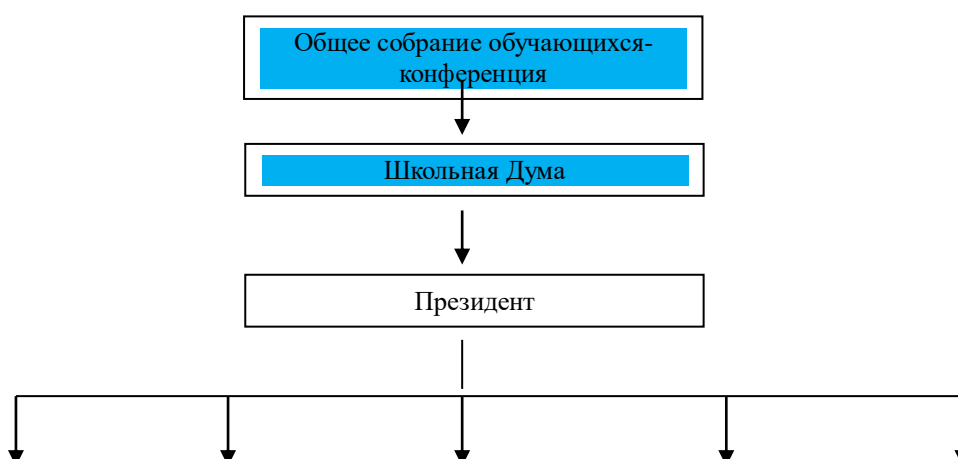 Общее собрание обучающихся-
конференция
Школьная Дума
Президент